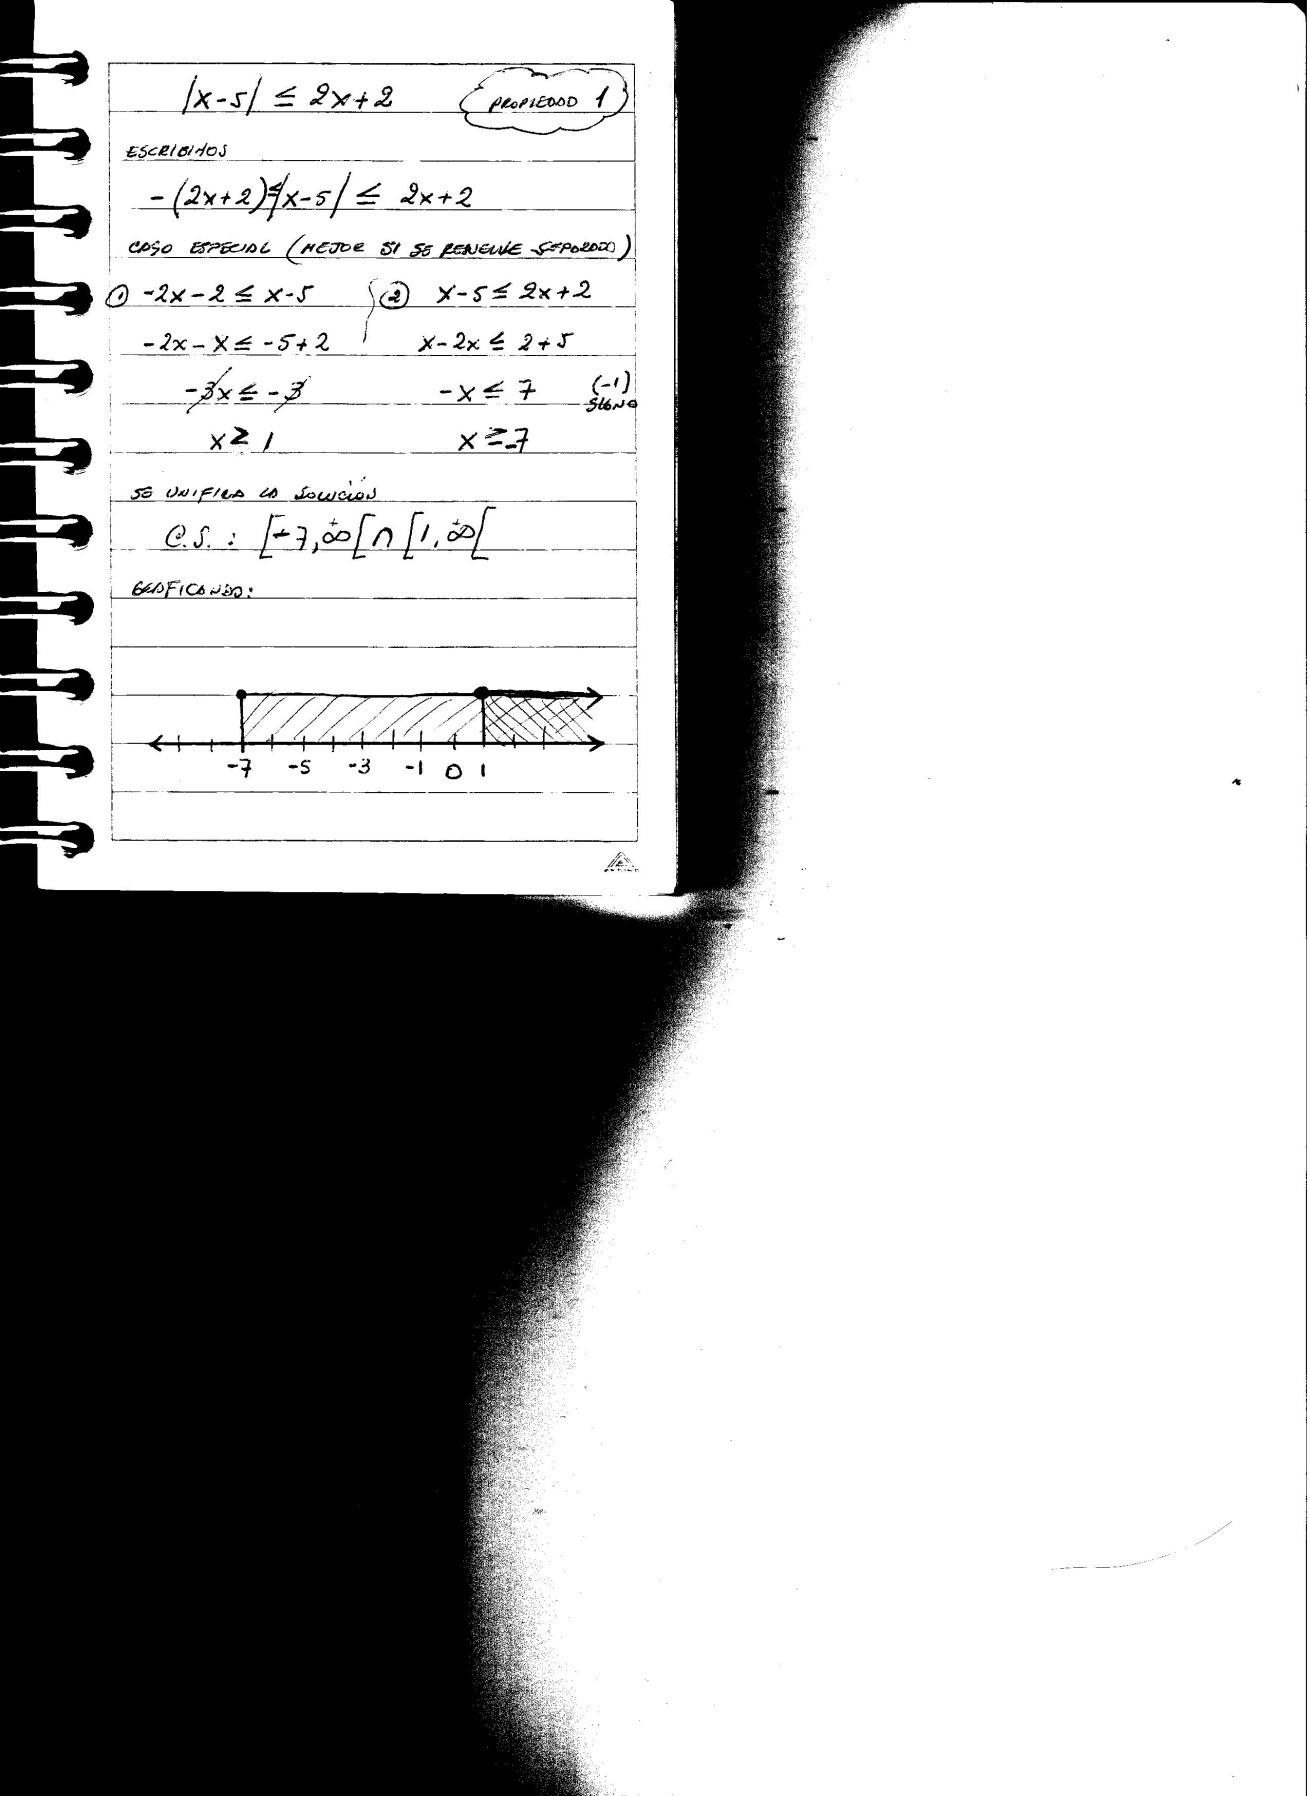 |x-5| ≤ 2x+2 PROPIEDAD 1
ESCRIBIMOS
-(2x+2)≤|x-5| ≤ 2x+2
CASO ESPECIAL (MEJOR SI SE RENELVE SEPARADO)
① -2x-2 ≤ x-5 ② x-5 ≤ 2x+2
-2x-x ≤ -5+2 x-2x ≤ 2+5
-3x ≤ -3 -x ≤ 7 (-1)
SIGNO
x ≥ 1 x ≥ -7
SE UNIFICA LA SOLUCIÓN
C.S.: [-7,+∞[ ∩ [1,+∞[
GRAFICANDO:
-7 -5 -3 -1 0 1